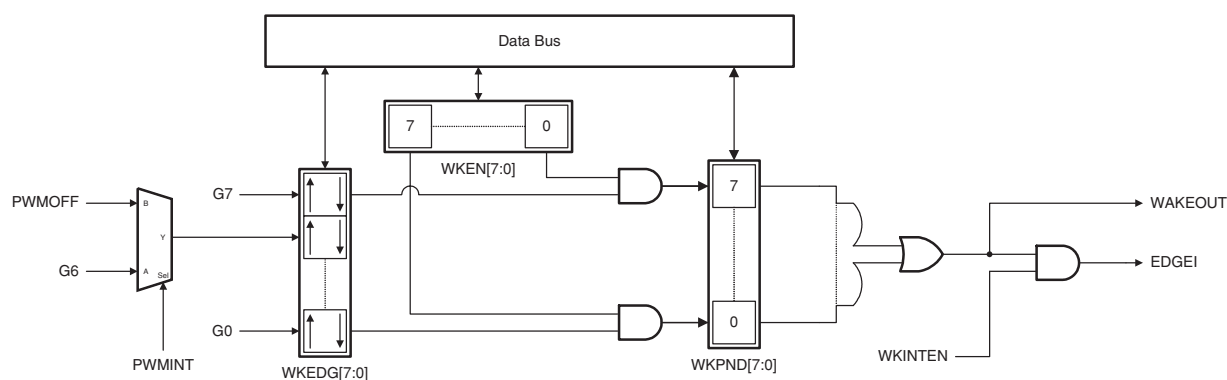 Data Bus
7
0
WKEN[7:0]
PWMOFF
B
G7
7
WAKEOUT
Y
G6
A
Sel
EDGEI
G0
0
PWMINT
WKEDG[7:0]
WKPND[7:0]
WKINTEN